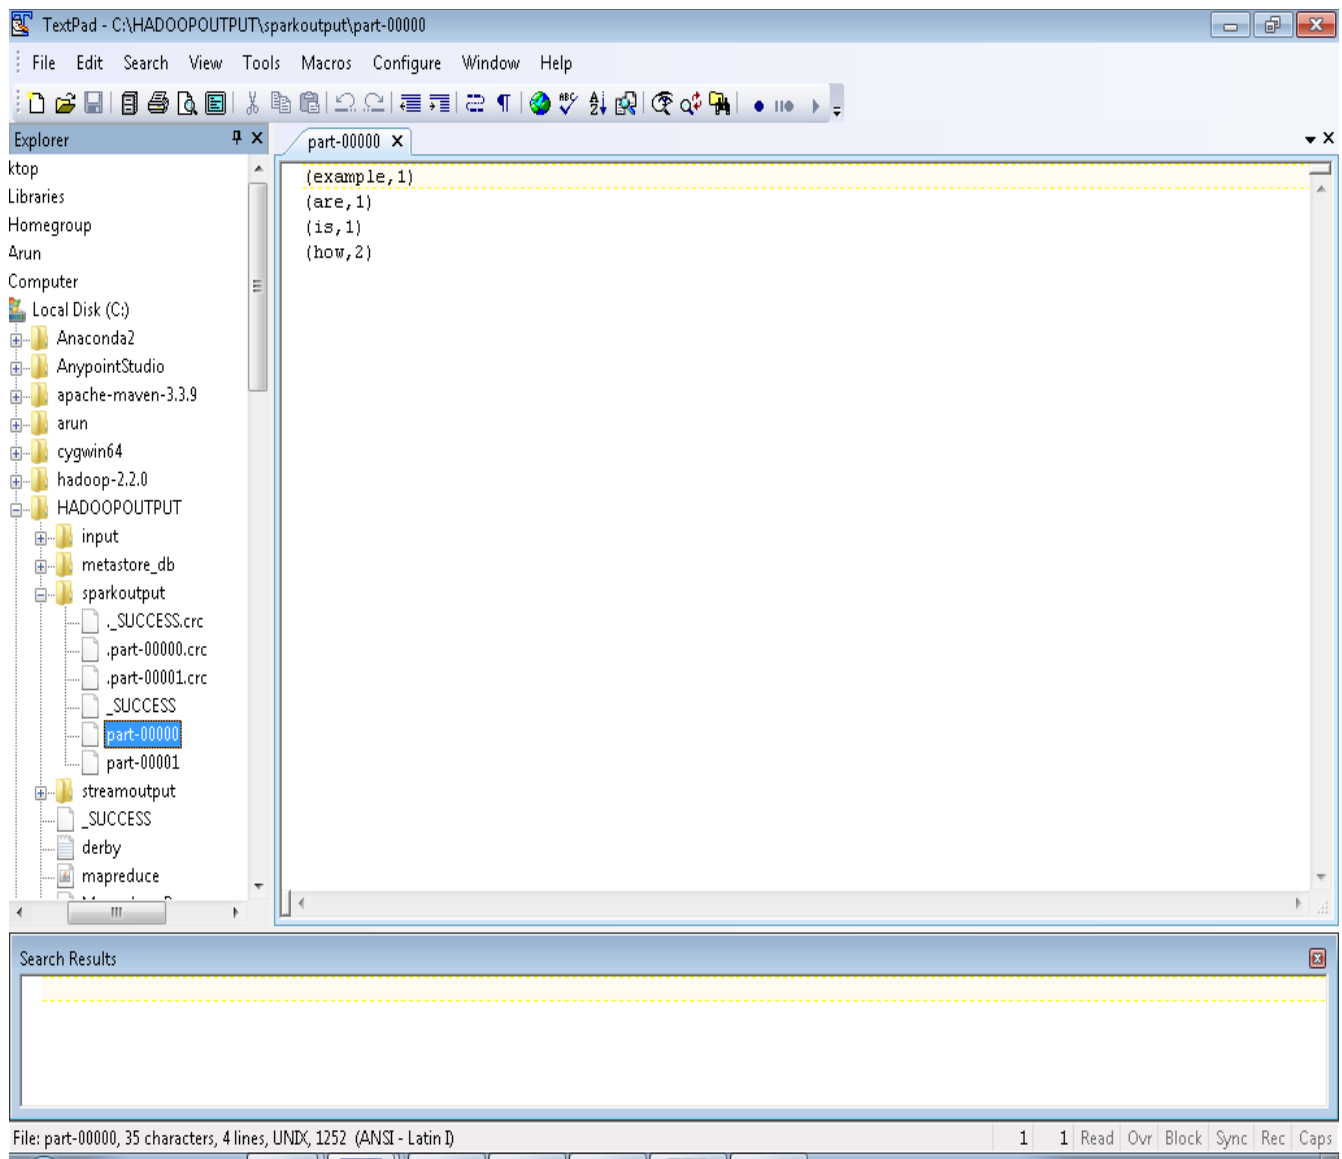 TextPad - C:\HADOOPOUTPUT\sparkoutput\part-00000
File Edit Search View Tools Macros Configure Window Help
Explorer
part-00000
ktop
Libraries
Homegroup
Arun
Computer
Local Disk (C:)
Anaconda2
AnypointStudio
apache-maven-3.3.9
arun
cygwin64
hadoop-2.2.0
HADOOPOUTPUT
input
metastore_db
sparkoutput
._SUCCESS.crc
.part-00000.crc
.part-00001.crc
_SUCCESS
part-00000
part-00001
streamoutput
_SUCCESS
derby
mapreduce
(example,1)
(are,1)
(is,1)
(how,2)
Search Results
File: part-00000, 35 characters, 4 lines, UNIX, 1252 (ANSI - Latin I) 1 1 Read Ovr Block Sync Rec Caps